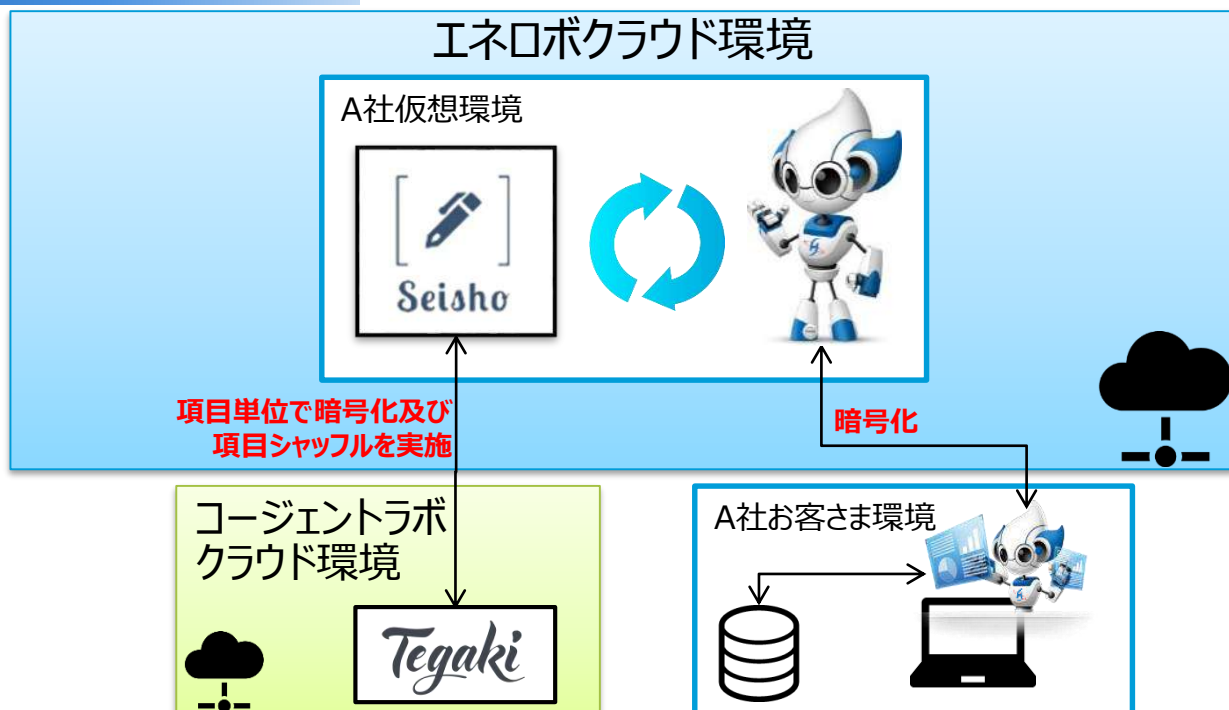 エネロボクラウド環境
A社仮想環境
Seisho
項目単位で暗号化及び
項目シャッフルを実施
暗号化
コージェントラボ
クラウド環境
Tegaki
A社お客さま環境